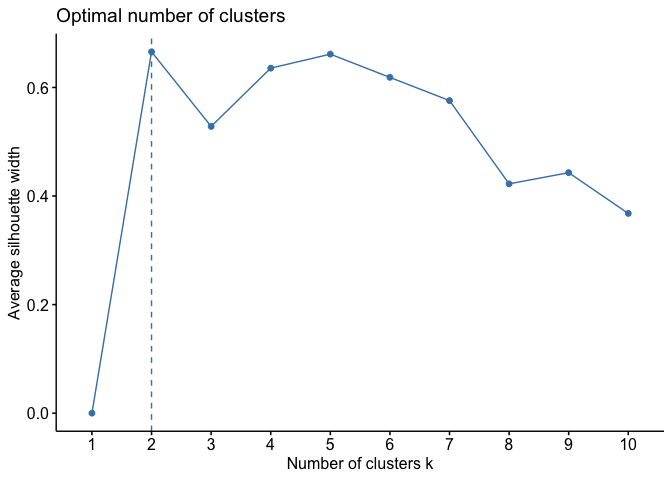 Optimal number of clusters
Average silhouette width
0.6
0.4
0.2
0.0
1 2 3 4 5 6 7 8 9 10
Number of clusters k